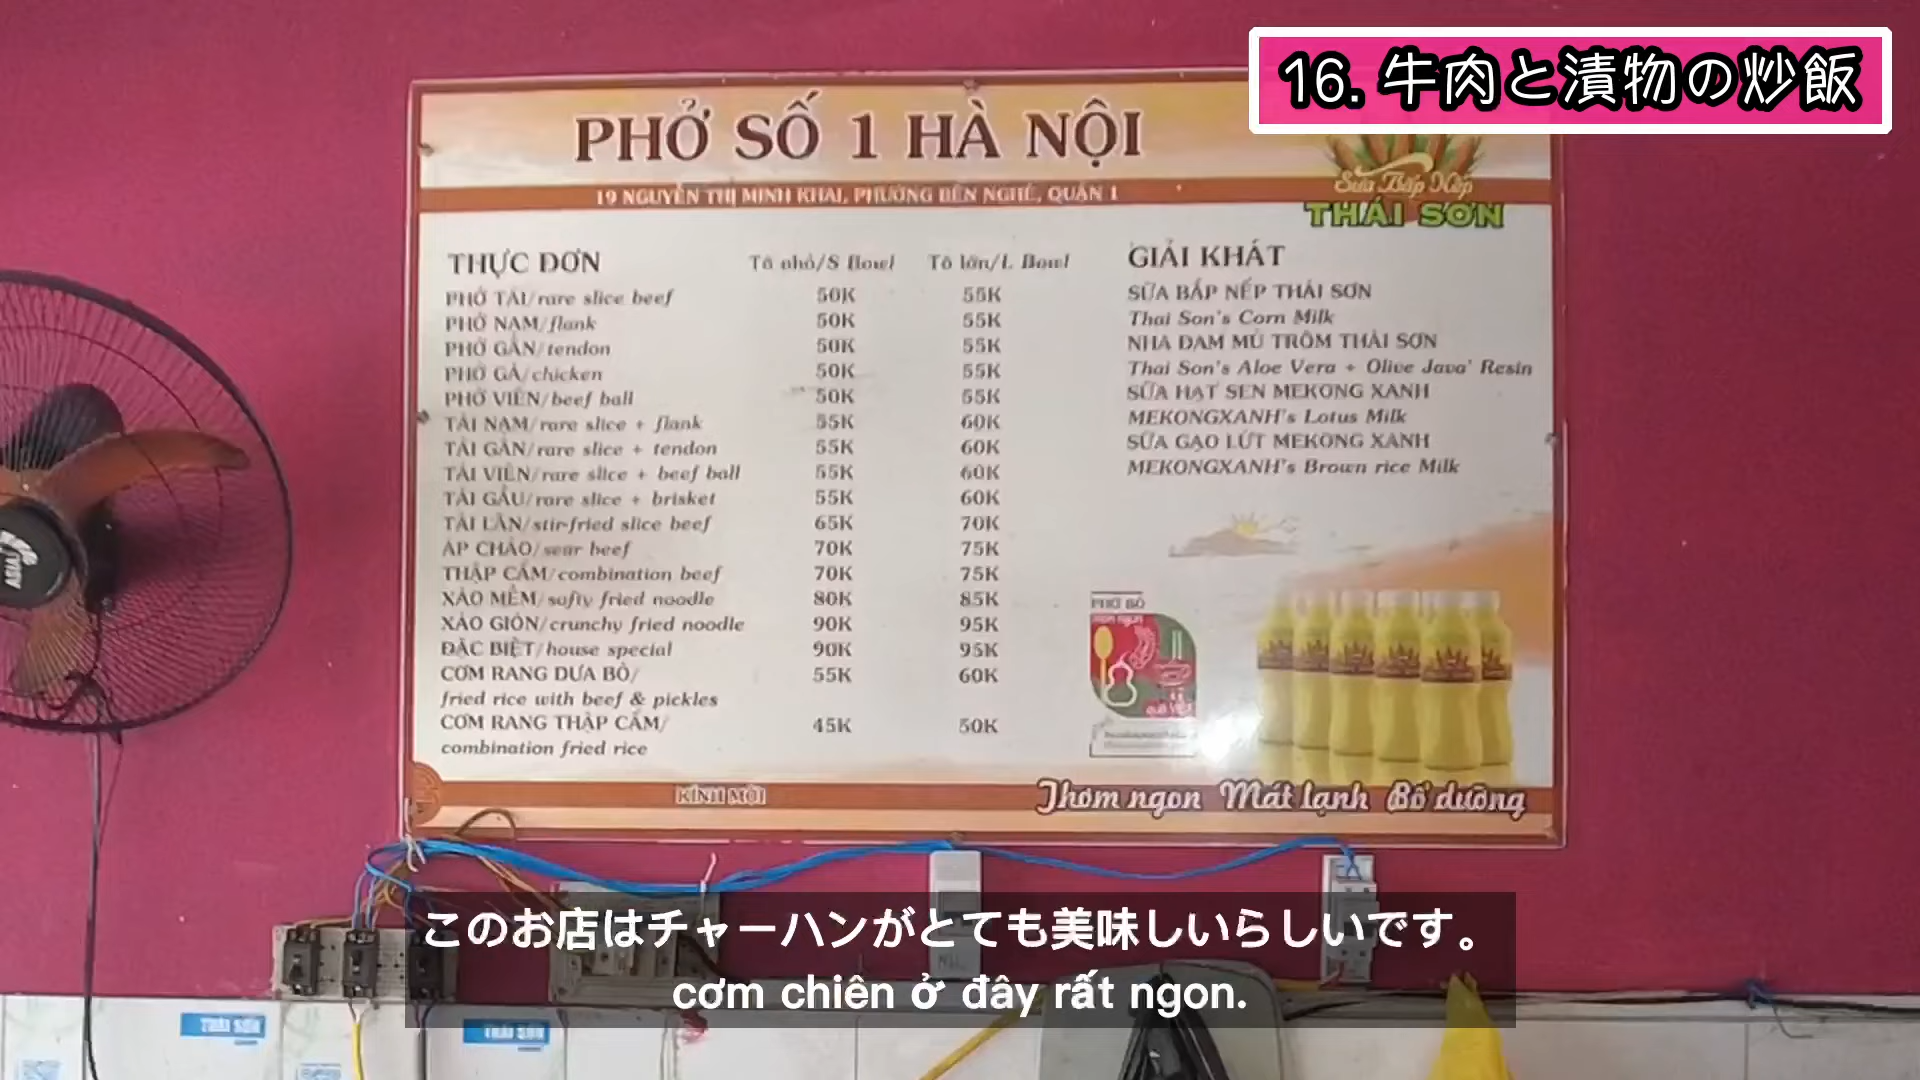 16. 牛肉と漬物の炒飯
PHỞ SỐ 1 HÀ NỘI
19 NGUYỄN THỊ MINH KHAI, PHƯỜNG BẾN NGHÉ, QUẬN 1
Sữa Bắp Nếp
THÁI SƠN
THỰC ĐƠN Tô nhỏ/S Bowl Tô lớn/L Bowl
PHỞ TÁI/rare slice beef 50K 55K
PHỞ NẠM/flank 50K 55K
PHỞ GÂN/tendon 50K 55K
PHỞ GÀ/chicken 50K 55K
PHỞ VIÊN/beef ball 50K 55K
TÁI NẠM/rare slice + flank 55K 60K
TÁI GÂN/rare slice + tendon 55K 60K
TÁI VIÊN/rare slice + beef ball 55K 60K
TÁI GẦU/rare slice + brisket 55K 60K
TÁI LĂN/stir-fried slice beef 65K 70K
ÁP CHẢO/sear beef 70K 75K
THẬP CẨM/combination beef 70K 75K
XÀO MỀM/softy fried noodle 80K 85K
XÀO GIÒN/crunchy fried noodle 90K 95K
ĐẶC BIỆT/house special 90K 95K
CƠM RANG DƯA BÒ/ 55K 60K
fried rice with beef & pickles
CƠM RANG THẬP CẨM/ 45K 50K
combination fried rice
GIẢI KHÁT
SỮA BẮP NẾP THÁI SƠN
Thai Son's Corn Milk
NHA ĐAM MỦ TRÔM THÁI SƠN
Thai Son's Aloe Vera + Olive Java' Resin
SỮA HẠT SEN MEKONG XANH
MEKONGXANH's Lotus Milk
SỮA GẠO LỨT MEKONG XANH
MEKONGXANH's Brown rice Milk
PHỞ BÒ
món ngon
KÍNH MỜI
Thơm ngon Mát lạnh Bổ dưỡng
ASIA
このお店はチャーハンがとても美味しいらしいです。
cơm chiên ở đây rất ngon.
THÁI SƠN
THÁI SƠN